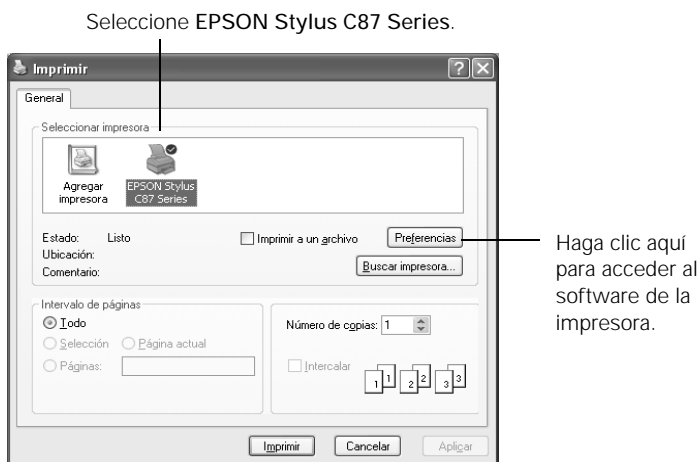 Seleccione EPSON Stylus C87 Series.
Imprimir
General
Seleccionar impresora
Agregar
impresora
EPSON Stylus
C87 Series
Estado: Listo
Imprimir a un archivo
Preferencias
Ubicación:
Comentario:
Buscar impresora...
Haga clic aquí
para acceder al
software de la
impresora.
Intervalo de páginas
Todo
Selección
Página actual
Páginas:
Número de copias: 1
Intercalar
1 1 2 2 3 3
Imprimir
Cancelar
Aplicar